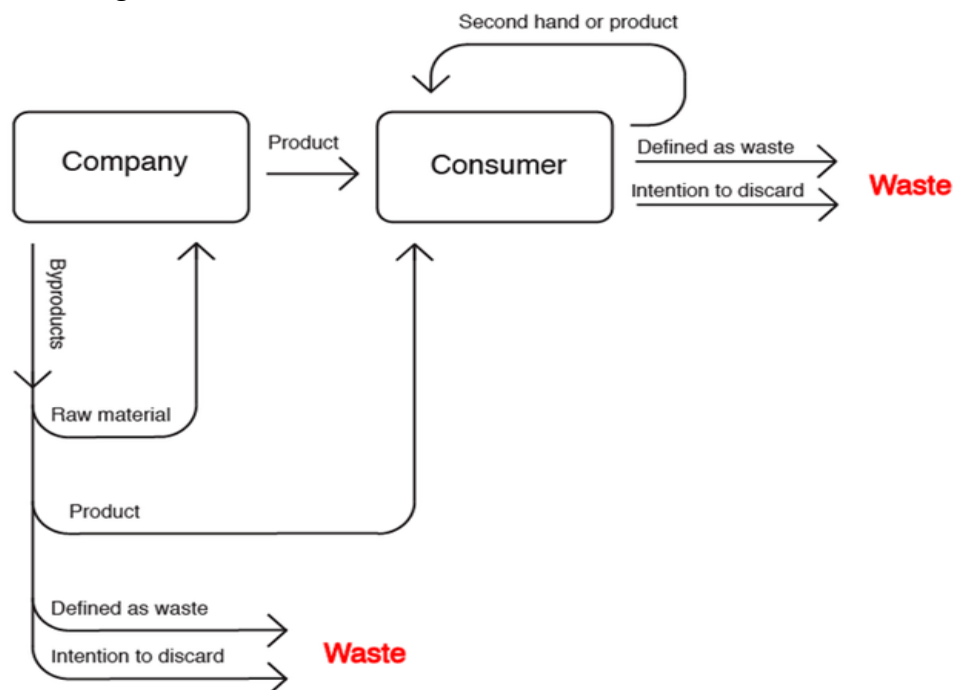 Second hand or product
Company
Product
Consumer
Defined as waste
Intention to discard
Waste
Byproducts
Raw material
Product
Defined as waste
Intention to discard
Waste